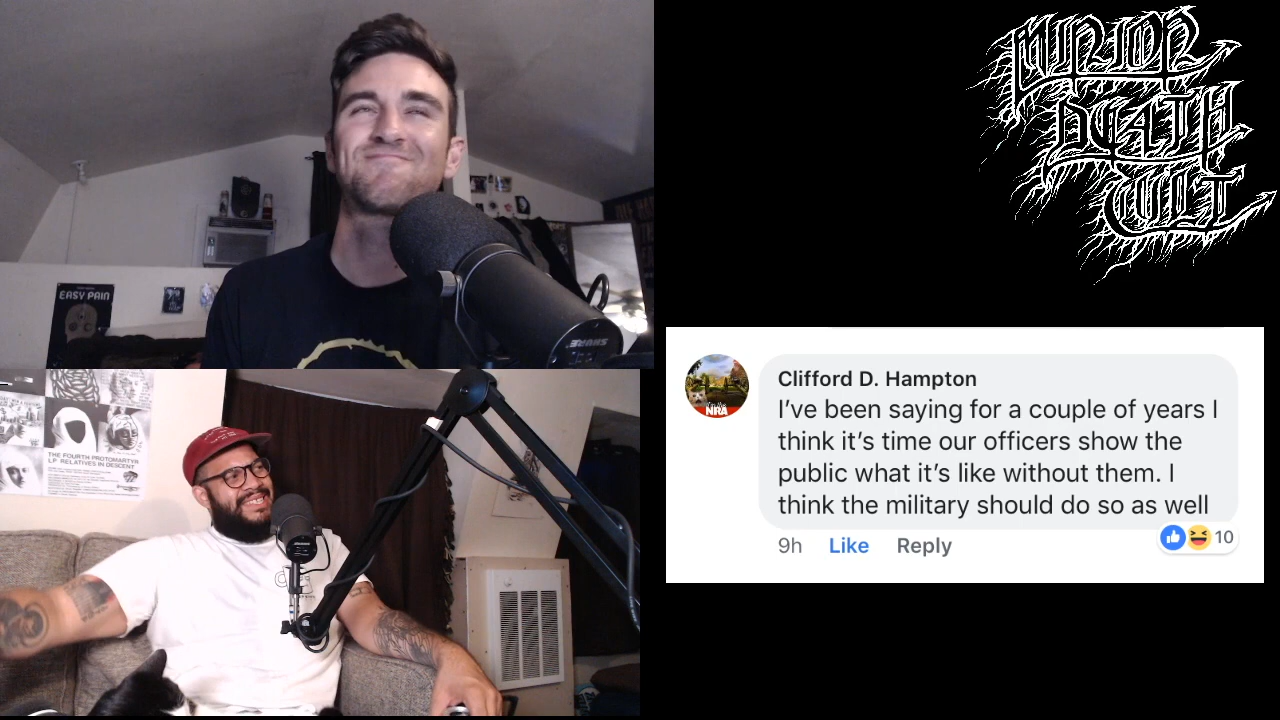 MINION
DEATH
CULT
EASY PAIN
SHURE
THE FOURTH PROTOMARTYR
LP RELATIVES IN DESCENT
NRA
Clifford D. Hampton
I've been saying for a couple of years I
think it's time our officers show the
public what it's like without them. I
think the military should do so as well
9h Like Reply
10